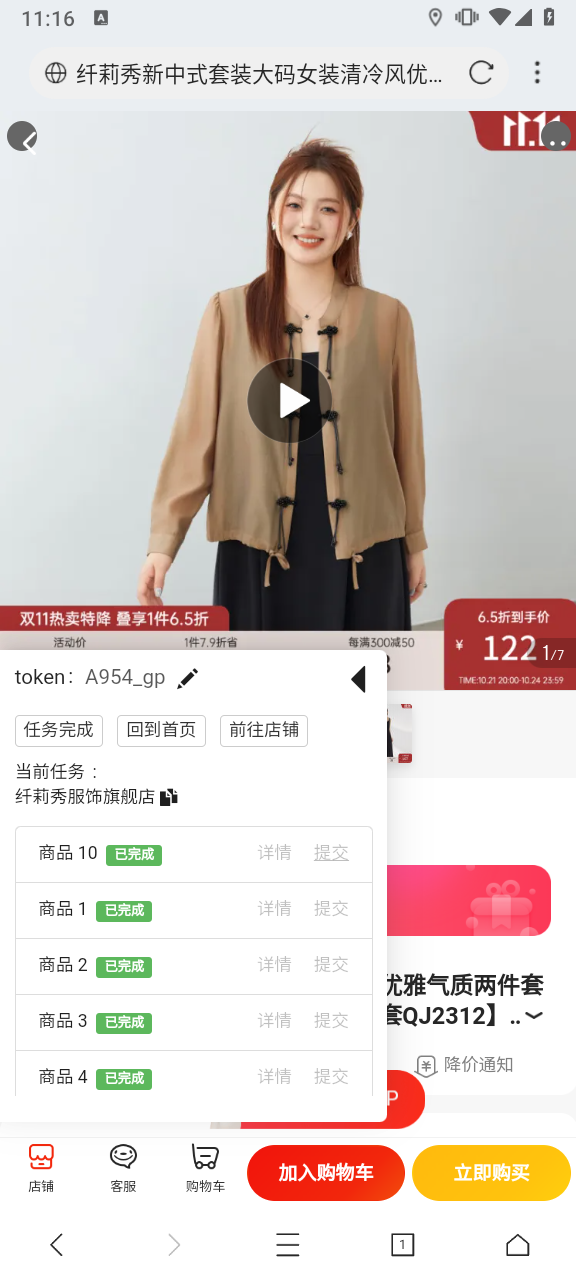 11:16
A
纤莉秀新中式套装大码女装清冷风优...
11.11
双11热卖特降 叠享1件6.5折
6.5折到手价
活动价
1件7.9折省
每满300减50
¥ 122
1/7
TIME:10.21 20:00-10.24 23:59
token: A954_gp
任务完成
回到首页
前往店铺
当前任务：
纤莉秀服饰旗舰店
商品 10 已完成 详情 提交
商品 1 已完成 详情 提交
商品 2 已完成 详情 提交
优雅气质两件套
商品 3 已完成 详情 提交
套QJ2312】..
降价通知
商品 4 已完成 详情 提交
P
店铺
客服
购物车
加入购物车
立即购买
1